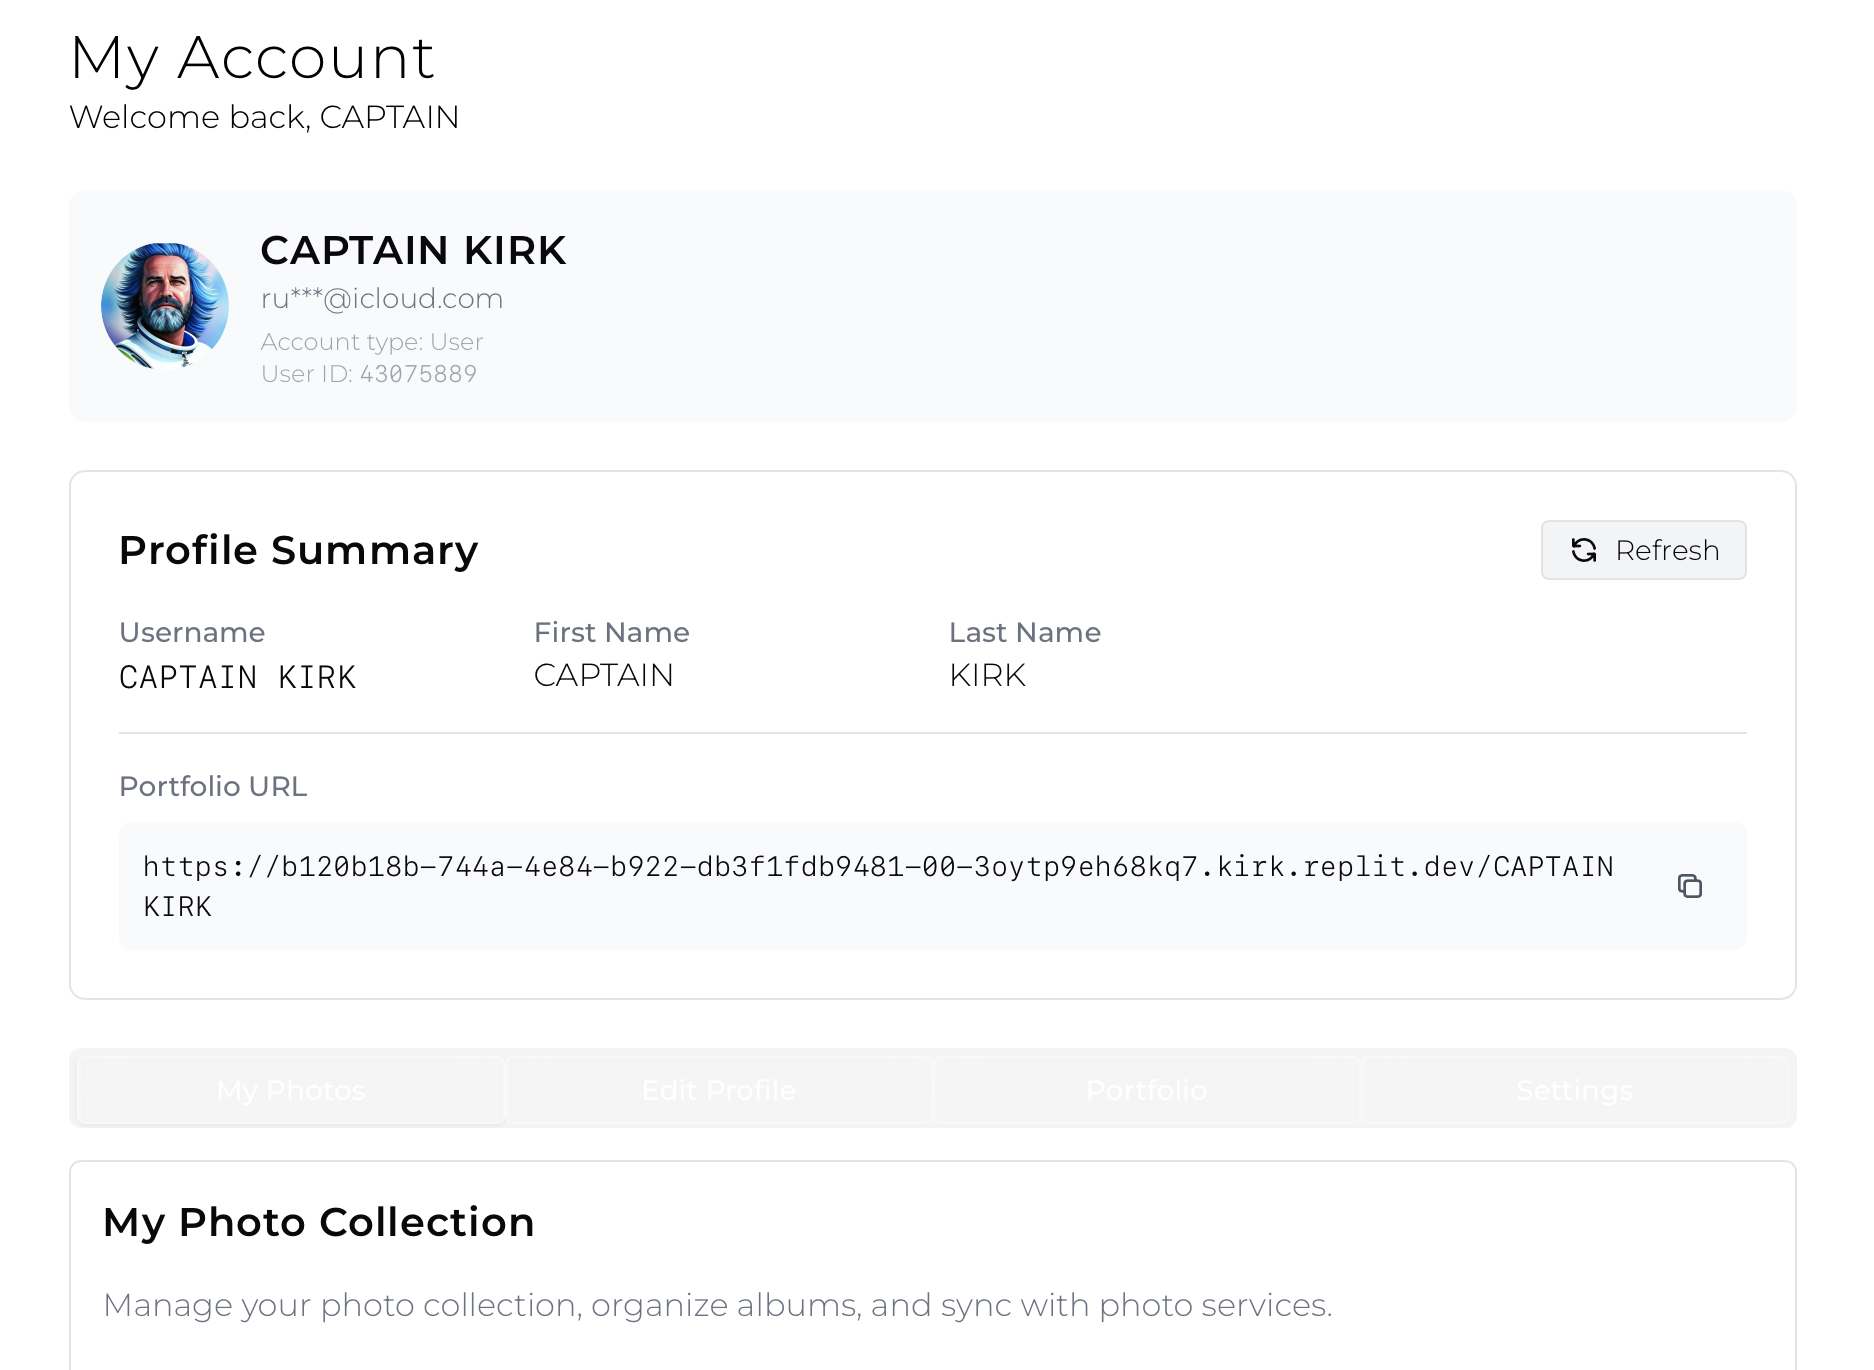 My Account
Welcome back, CAPTAIN
CAPTAIN KIRK
ru***@icloud.com
Account type: User
User ID: 43075889
Profile Summary
Refresh
Username
First Name
Last Name
CAPTAIN KIRK
CAPTAIN
KIRK
Portfolio URL
https://b120b18b-744a-4e84-b922-db3f1fdb9481-00-3oytp9eh68kq7.kirk.replit.dev/CAPTAIN
KIRK
My Photos
Edit Profile
Portfolio
Settings
My Photo Collection
Manage your photo collection, organize albums, and sync with photo services.